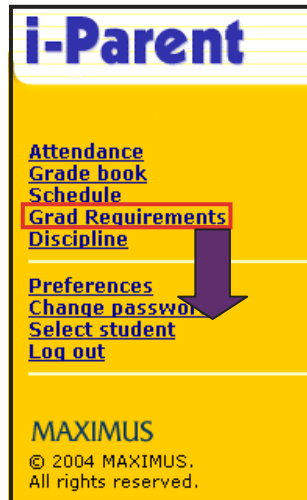 i-Parent
Attendance
Grade book
Schedule
Grad Requirements
Discipline
Preferences
Change password
Select student
Log out
MAXIMUS
© 2004 MAXIMUS.
All rights reserved.